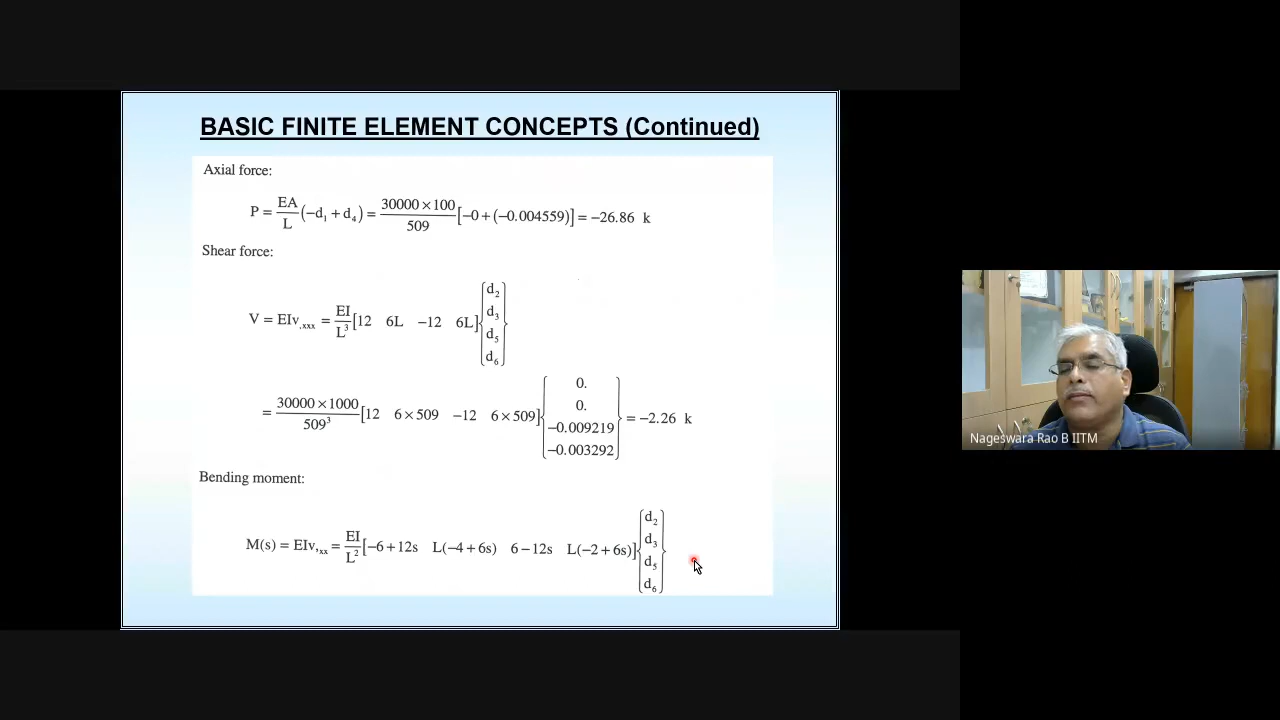 BASIC FINITE ELEMENT CONCEPTS (Continued)
Axial force:
P = EA/L (−d₁ + d₄) = 30000 × 100/509 [−0 + (−0.004559)] = −26.86 k
Shear force:
V = EIv,ₓₓₓ = EI/L³ [12 6L −12 6L] {d₂ d₃ d₅ d₆}
= 30000 × 1000/509³ [12 6 × 509 −12 6 × 509] {0. 0. −0.009219 −0.003292} = −2.26 k
Bending moment:
M(s) = EIv,ₓₓ = EI/L² [−6 + 12s L(−4 + 6s) 6 − 12s L(−2 + 6s)] {d₂ d₃ d₅ d₆}
Nageswara Rao B IITM